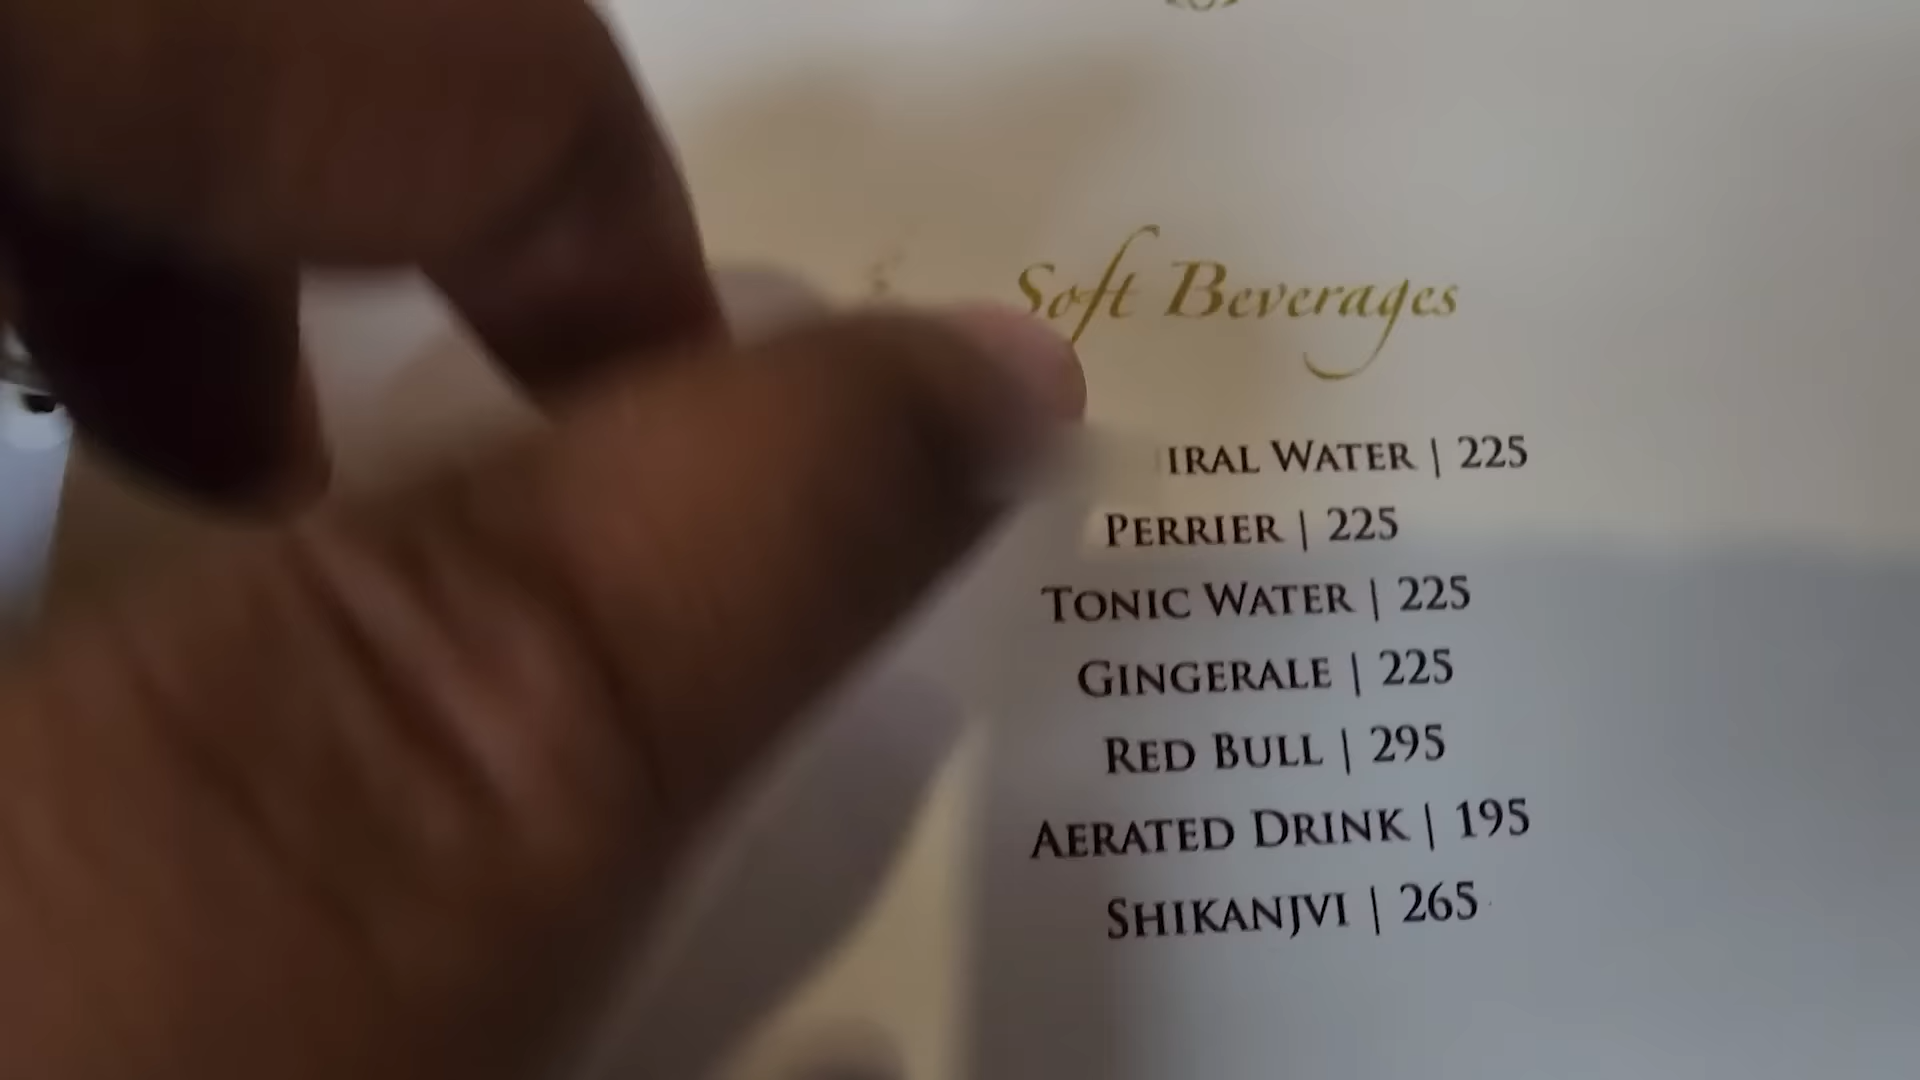 Soft Beverages
IRAL WATER | 225
PERRIER | 225
TONIC WATER | 225
GINGERALE | 225
RED BULL | 295
AERATED DRINK | 195
SHIKANJVI | 265